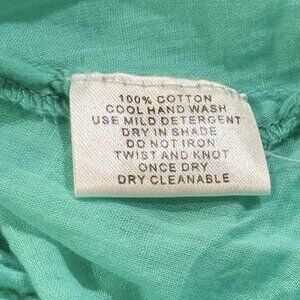 100% COTTON
COOL HAND WASH
USE MILD DETERGENT
DRY IN SHADE
DO NOT IRON
TWIST AND KNOT
ONCE DRY
DRY CLEANABLE